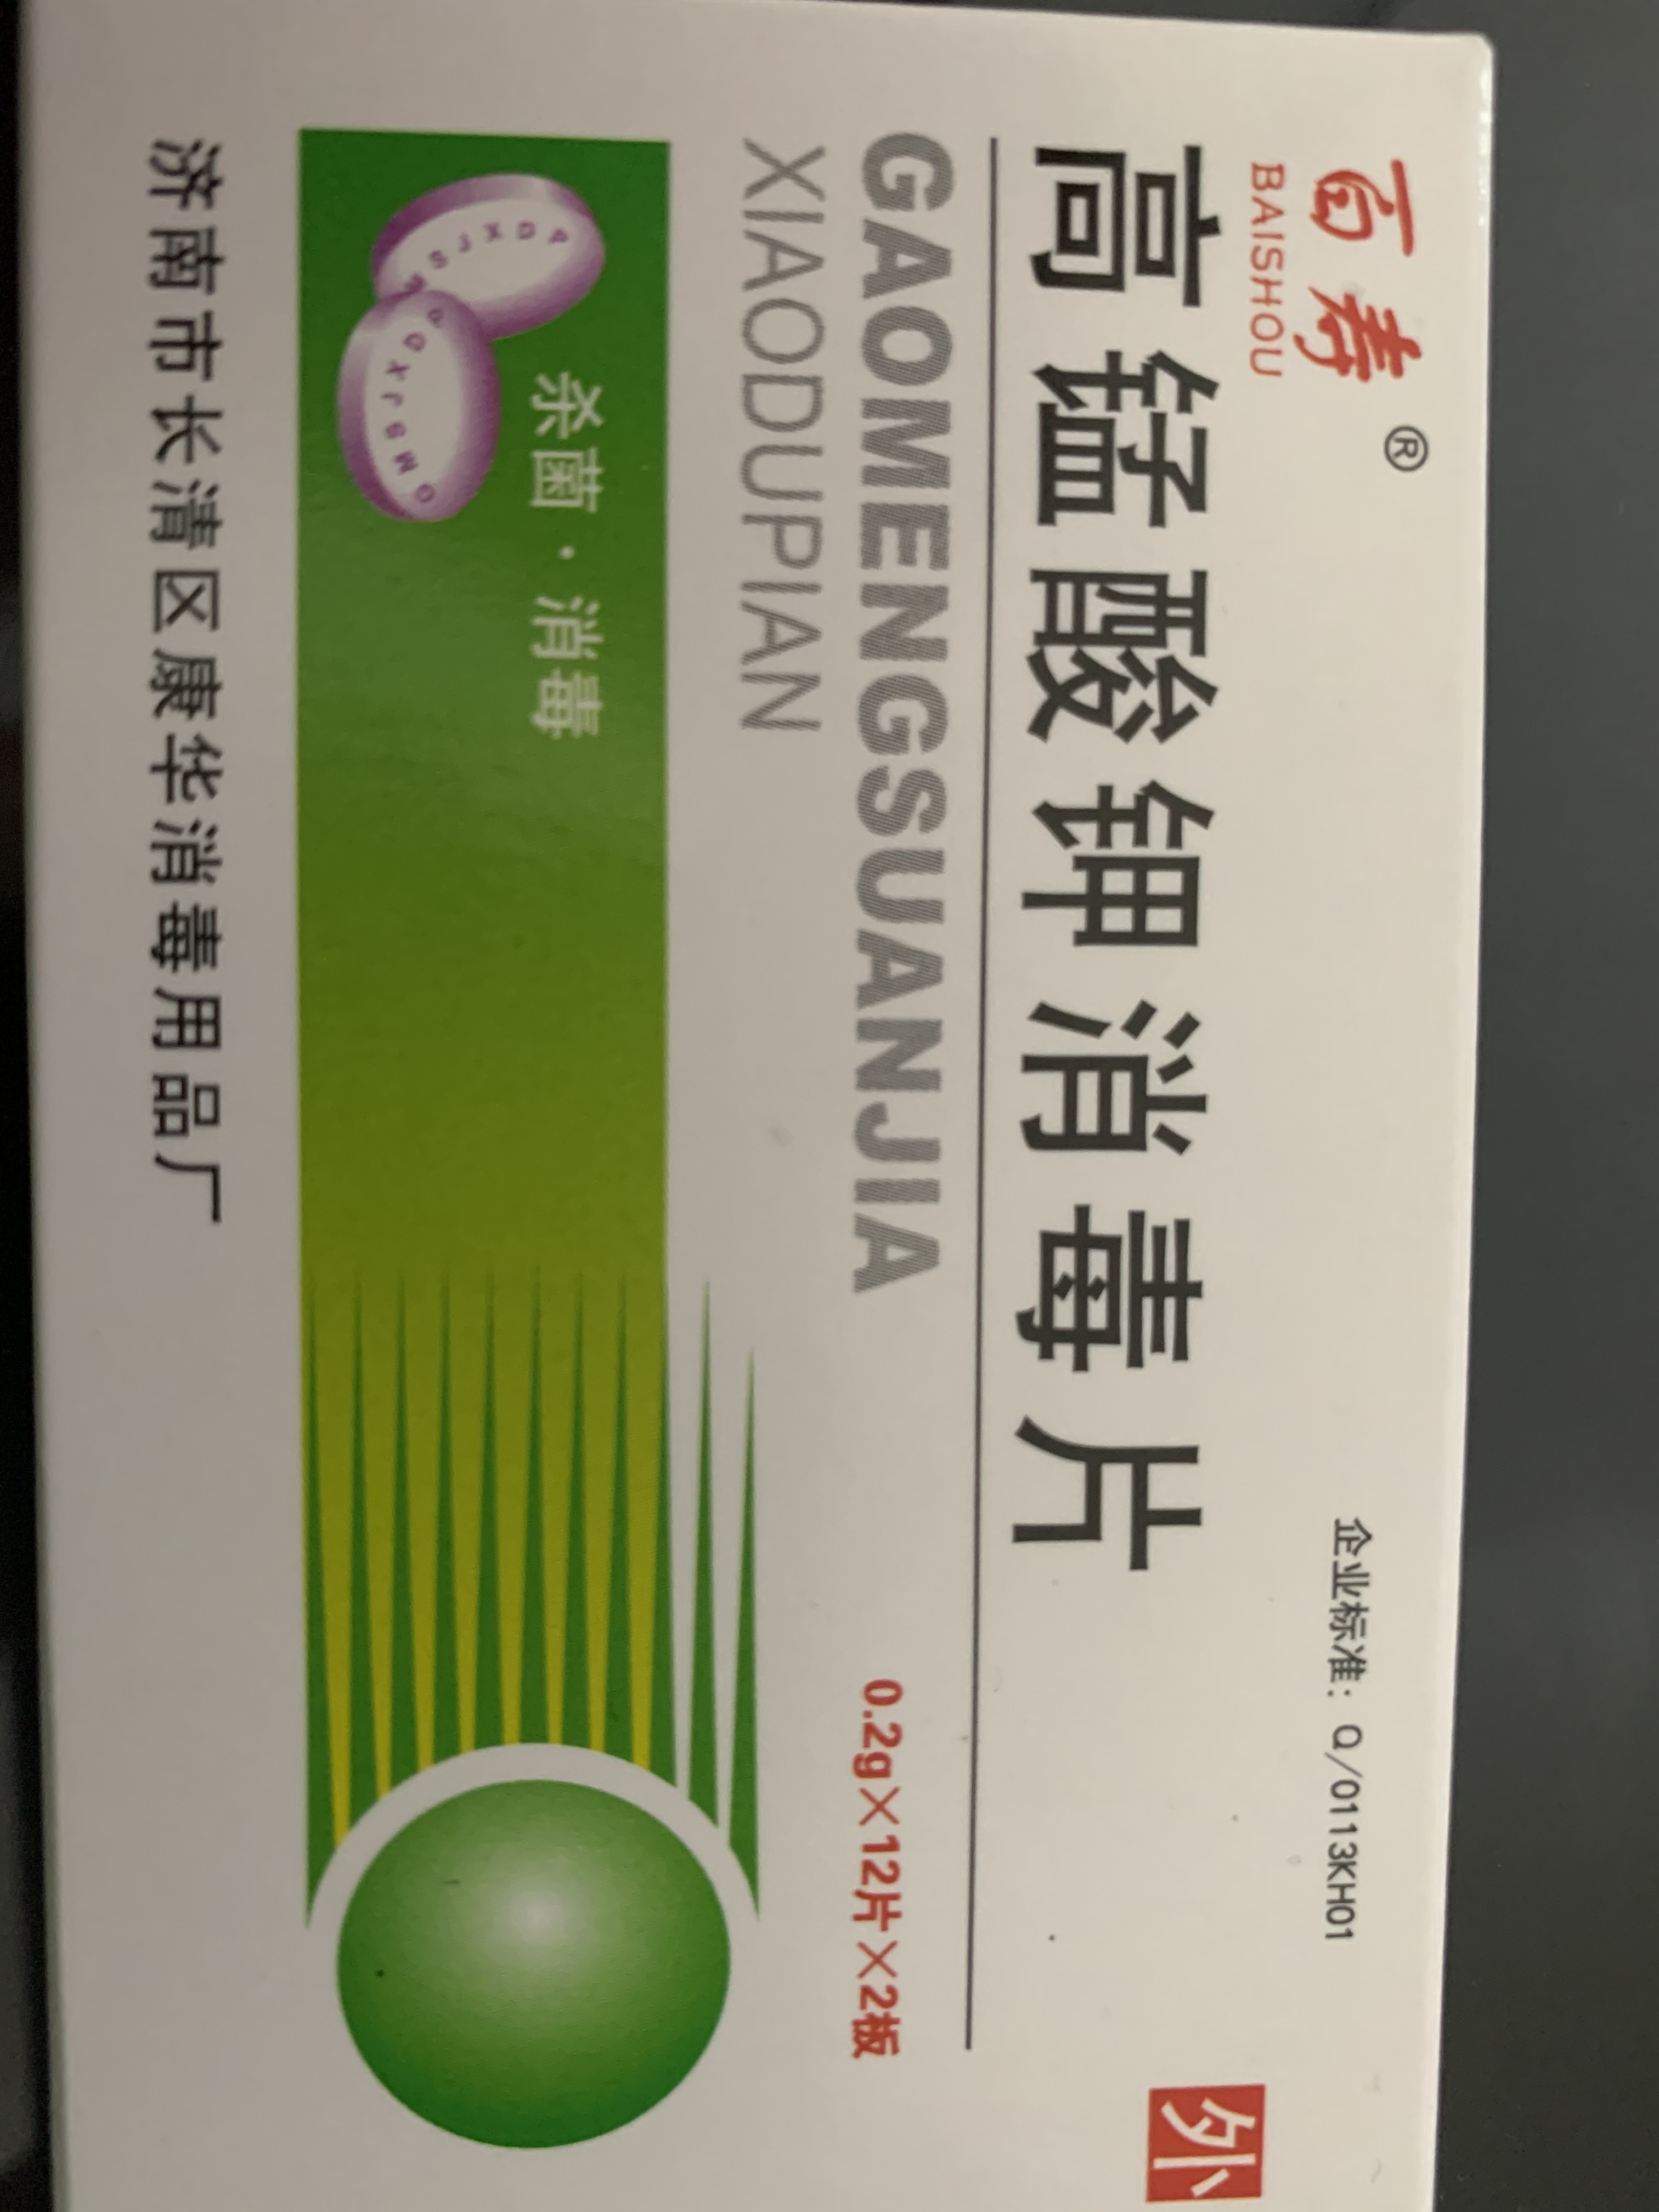 百寿®
BAISHOU
企业标准：Q/0113KH01
外
高锰酸钾消毒片
GAOMENGSUANJIA
XIAODUPIAN
0.2g×12片×2板
杀菌·消毒
济南市长清区康华消毒用品厂